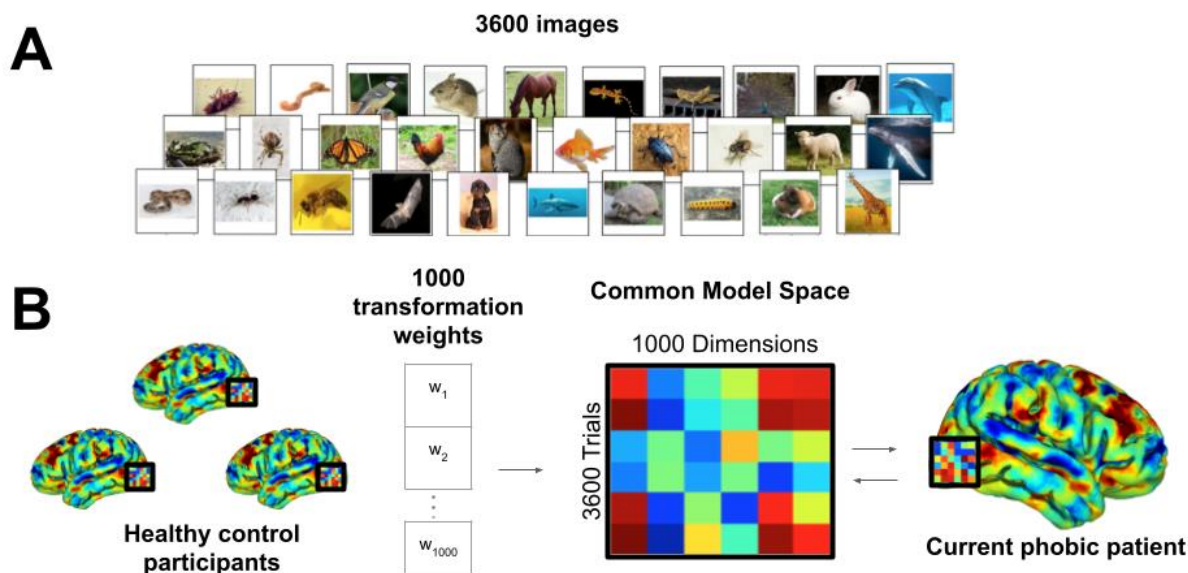 A
3600 images
B
1000
transformation
weights
w1
w2
w1000
Common Model Space
1000 Dimensions
3600 Trials
Healthy control
participants
Current phobic patient